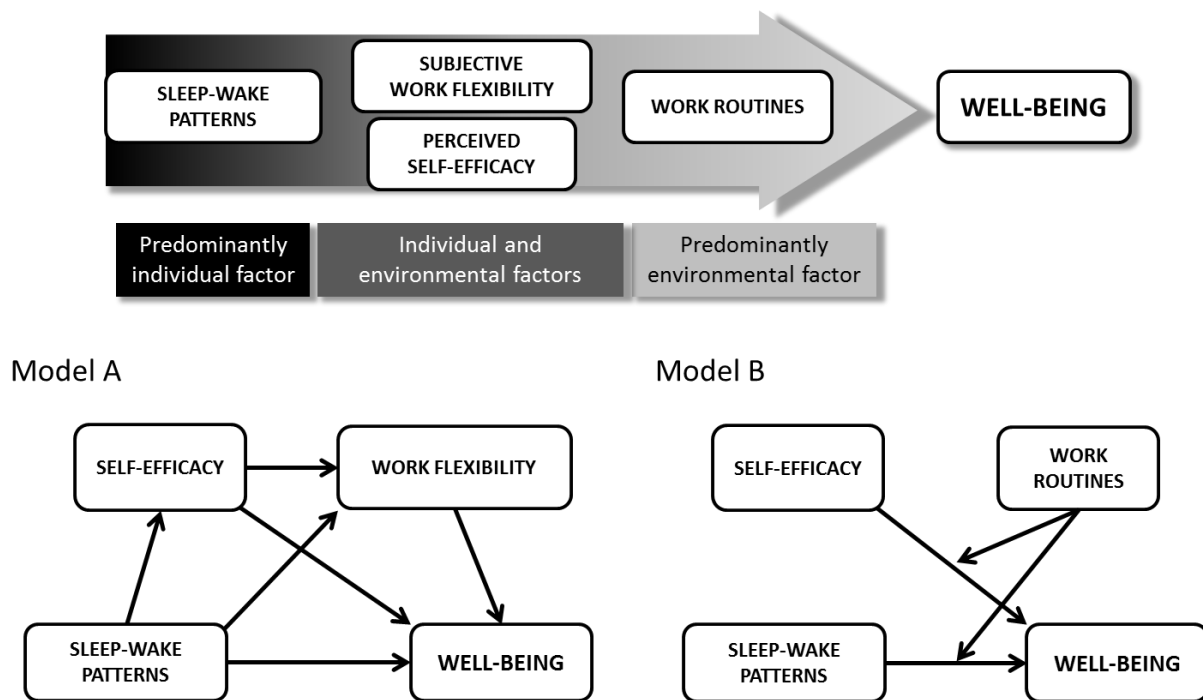 SLEEP-WAKE
PATTERNS
SUBJECTIVE
WORK FLEXIBILITY
PERCEIVED
SELF-EFFICACY
WORK ROUTINES
WELL-BEING
Predominantly
individual factor
Individual and
environmental factors
Predominantly
environmental factor
Model A
SELF-EFFICACY
WORK FLEXIBILITY
SLEEP-WAKE
PATTERNS
WELL-BEING
Model B
SELF-EFFICACY
WORK
ROUTINES
SLEEP-WAKE
PATTERNS
WELL-BEING